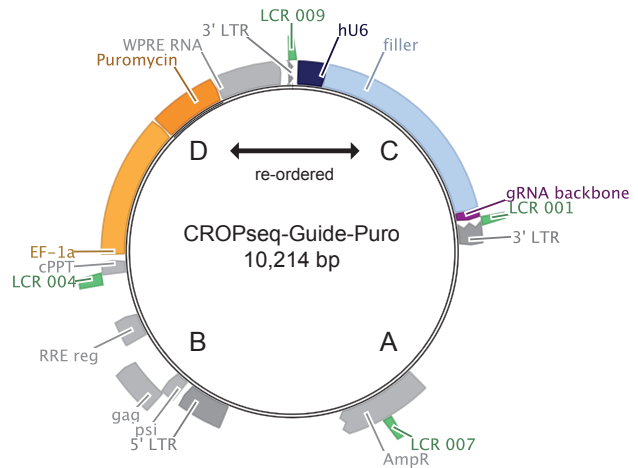 LCR 009
3' LTR
hU6
WPRE RNA
filler
Puromycin
D
C
re-ordered
gRNA backbone
LCR 001
CROPseq-Guide-Puro
3' LTR
10,214 bp
EF-1a
cPPT
LCR 004
B
A
RRE reg
gag
psi
5' LTR
LCR 007
AmpR